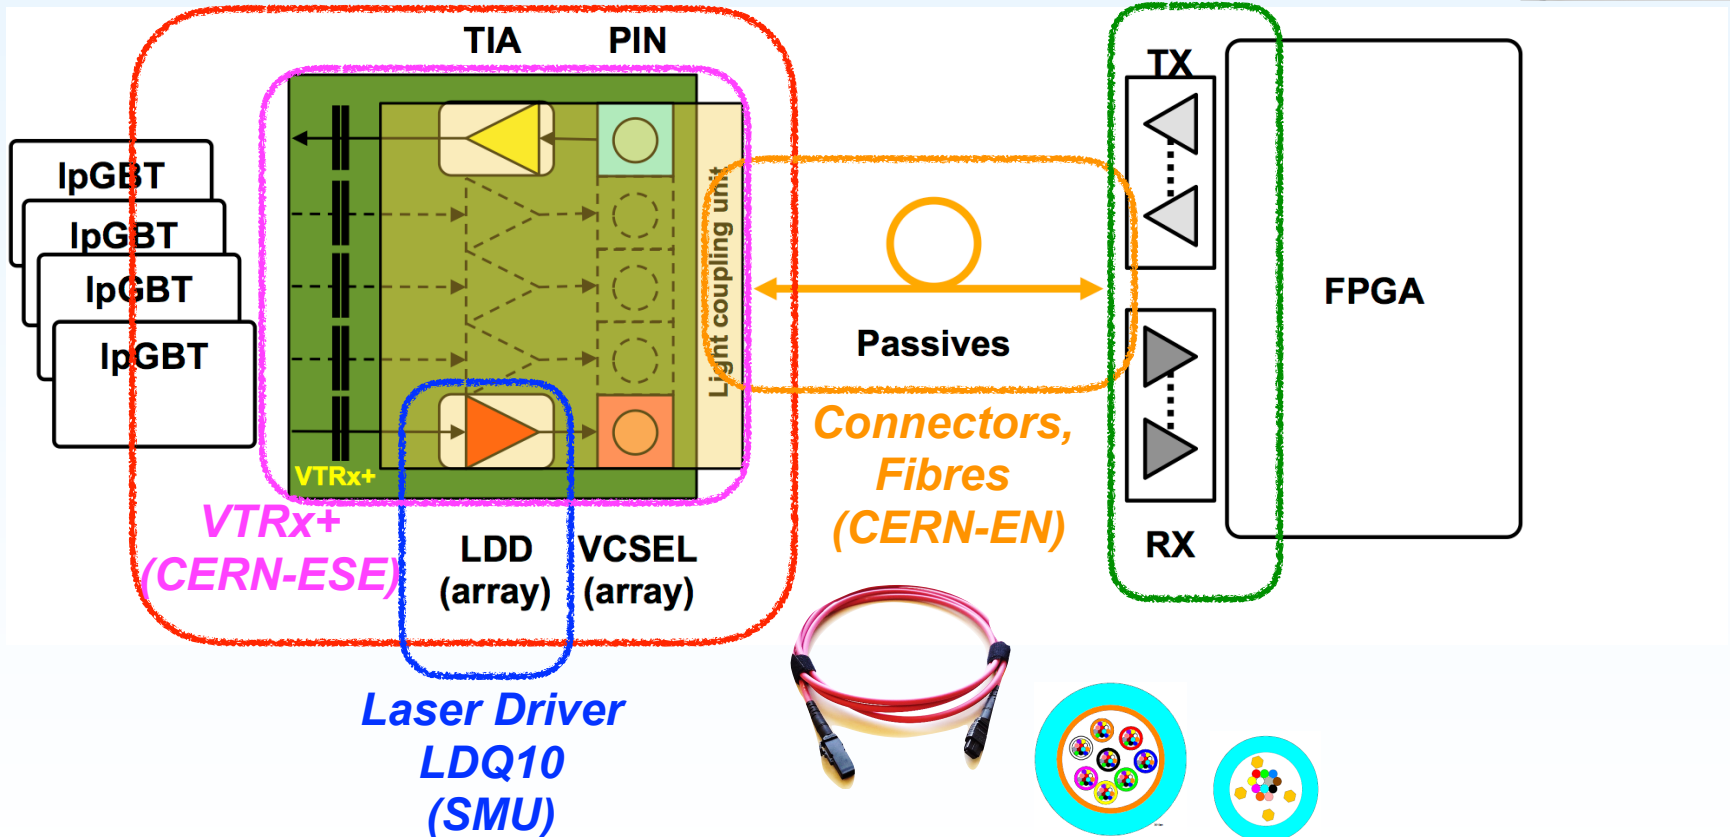 TIA
PIN
TX
lpGBT
lpGBT
lpGBT
lpGBT
Light coupling unit
FPGA
Passives
VTRx+
RX
Connectors,
Fibres
(CERN-EN)
VTRx+
(CERN-ESE)
LDD
(array)
VCSEL
(array)
Laser Driver
LDQ10
(SMU)